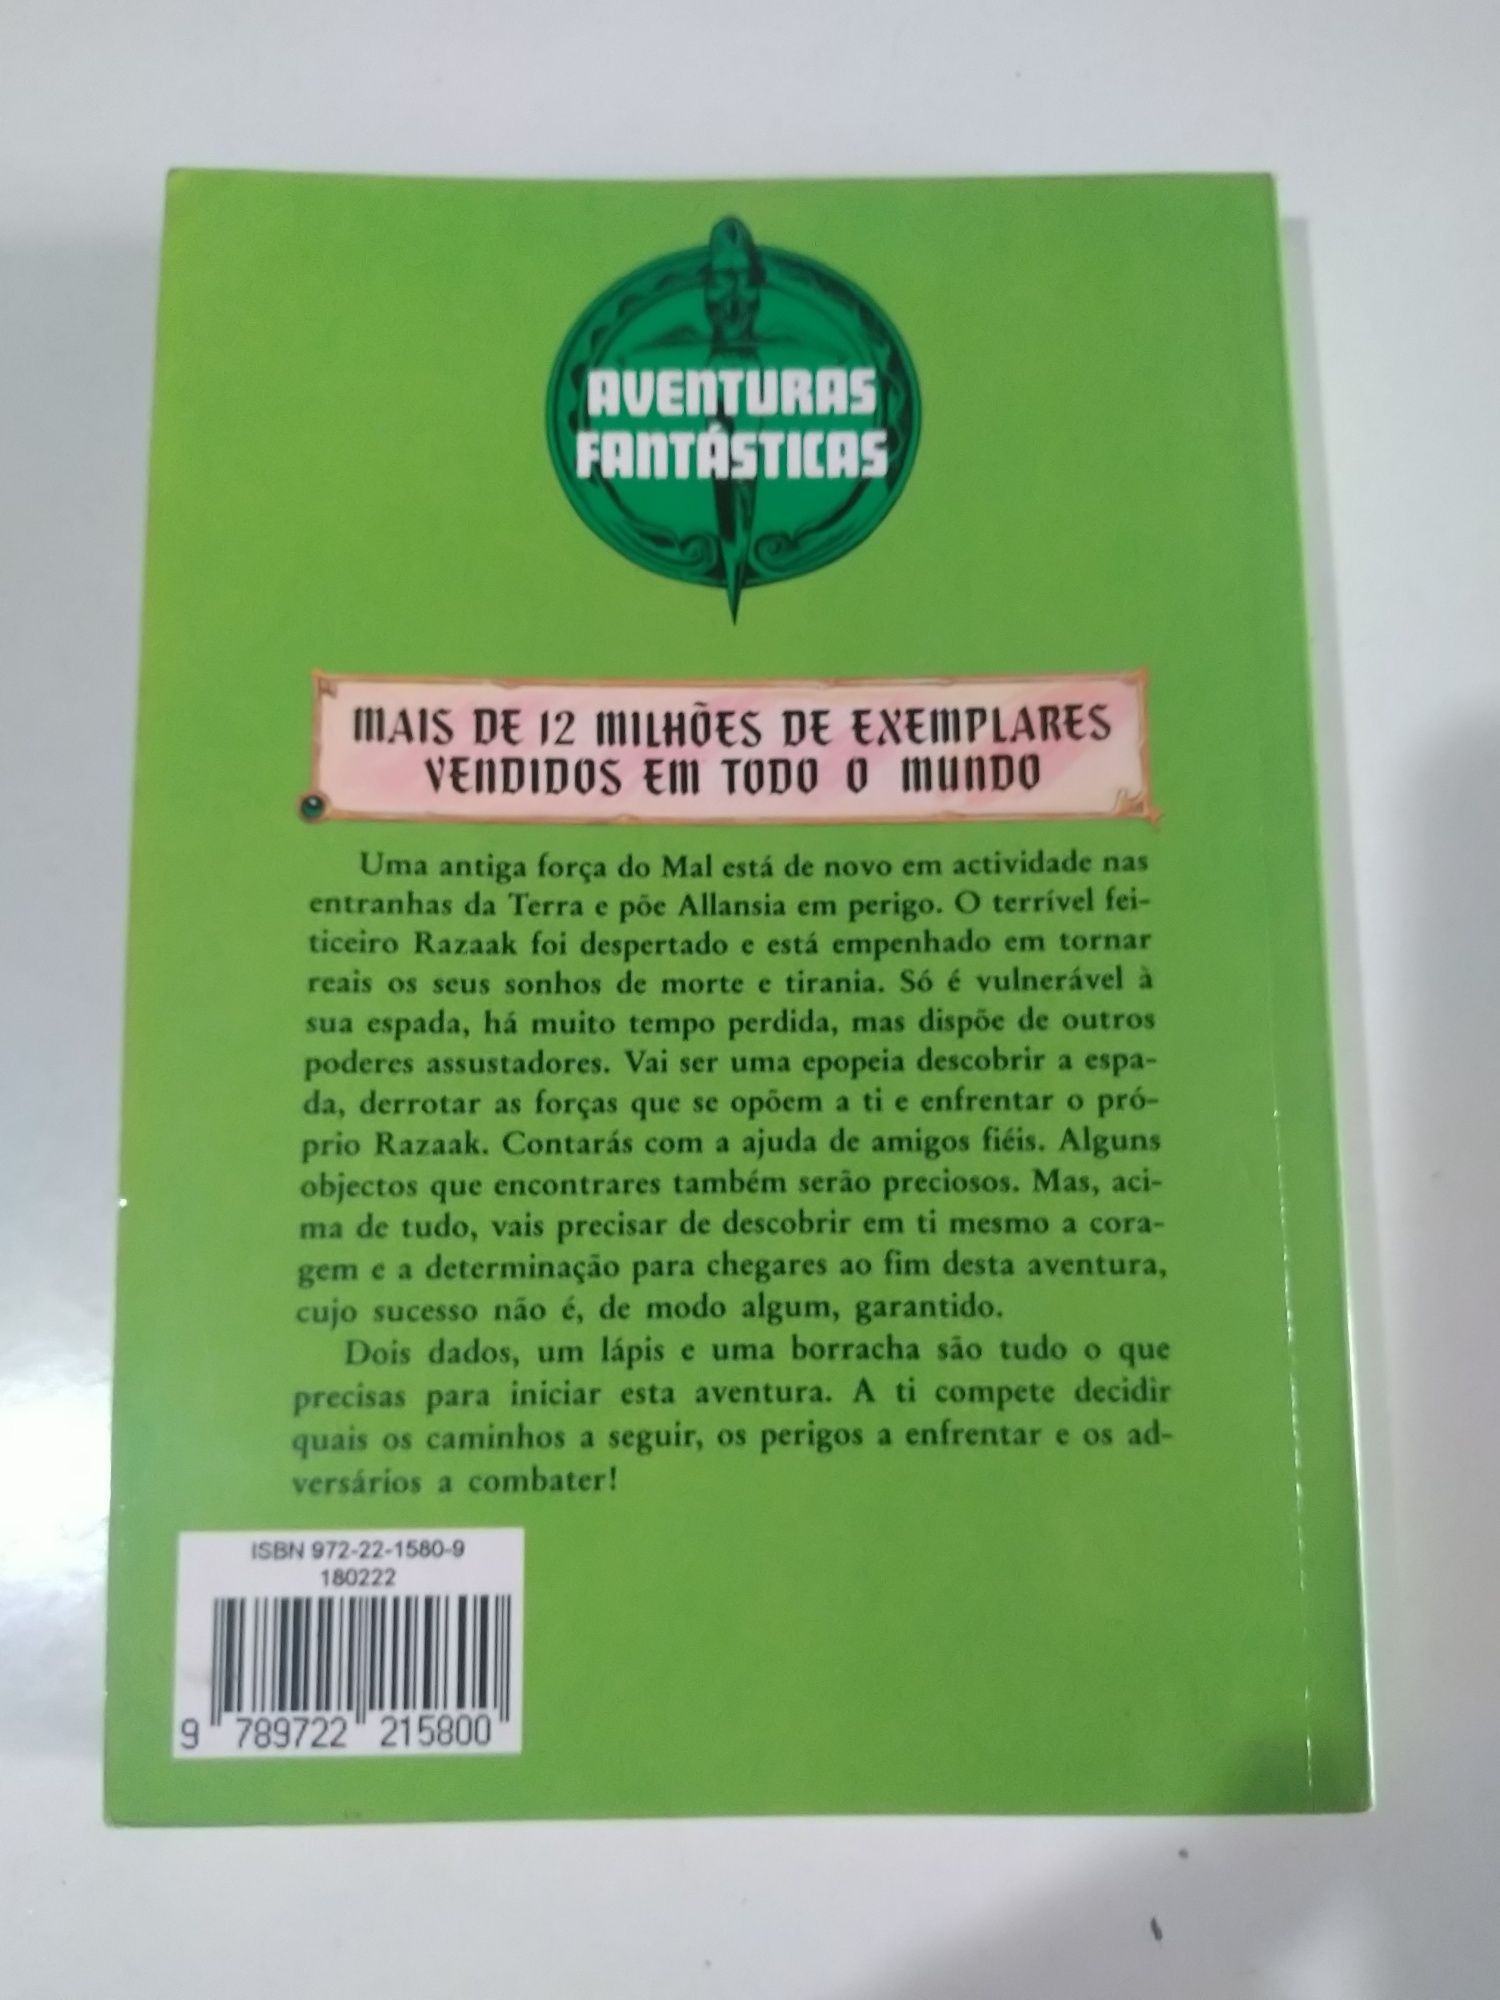 AVENTURAS
FANTÁSTICAS
MAIS DE 12 MILHÕES DE EXEMPLARES
VENDIDOS EM TODO O MUNDO
Uma antiga força do Mal está de novo em actividade nas
entranhas da Terra e põe Allansia em perigo. O terrível fei-
ticeiro Razaak foi despertado e está empenhado em tornar
reais os seus sonhos de morte e tirania. Só é vulnerável à
sua espada, há muito tempo perdida, mas dispõe de outros
poderes assustadores. Vai ser uma epopeia descobrir a espa-
da, derrotar as forças que se opõem a ti e enfrentar o pró-
prio Razaak. Contarás com a ajuda de amigos fiéis. Alguns
objectos que encontrares também serão preciosos. Mas, aci-
ma de tudo, vais precisar de descobrir em ti mesmo a cora-
gem e a determinação para chegares ao fim desta aventura,
cujo sucesso não é, de modo algum, garantido.
Dois dados, um lápis e uma borracha são tudo o que
precisas para iniciar esta aventura. A ti compete decidir
quais os caminhos a seguir, os perigos a enfrentar e os ad-
versários a combater!
ISBN 972-22-1580-9
180222
9 789722 215800